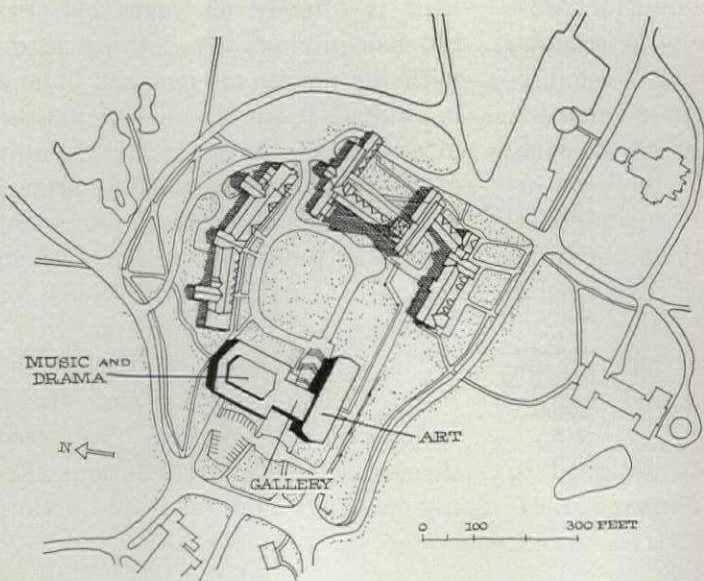 MUSIC AND
DRAMA
N
ART
GALLERY
0 100 300 FEET